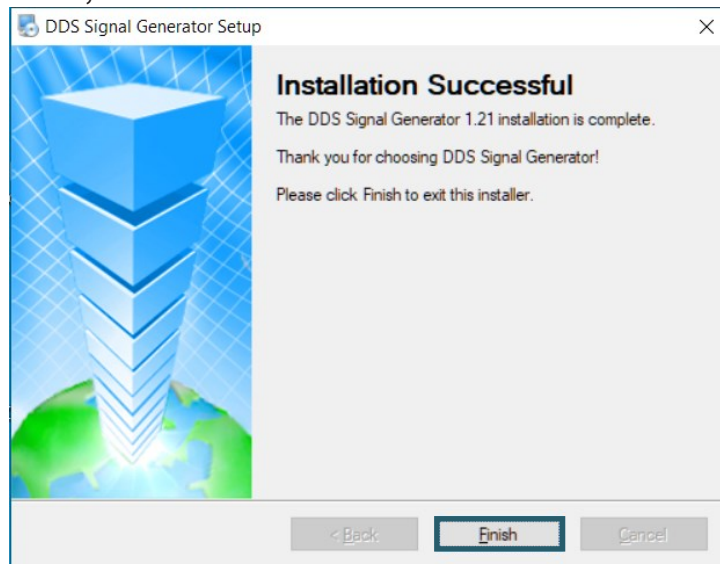 DDS Signal Generator Setup
Installation Successful
The DDS Signal Generator 1.21 installation is complete.
Thank you for choosing DDS Signal Generator!
Please click Finish to exit this installer.
< Back
Finish
Cancel